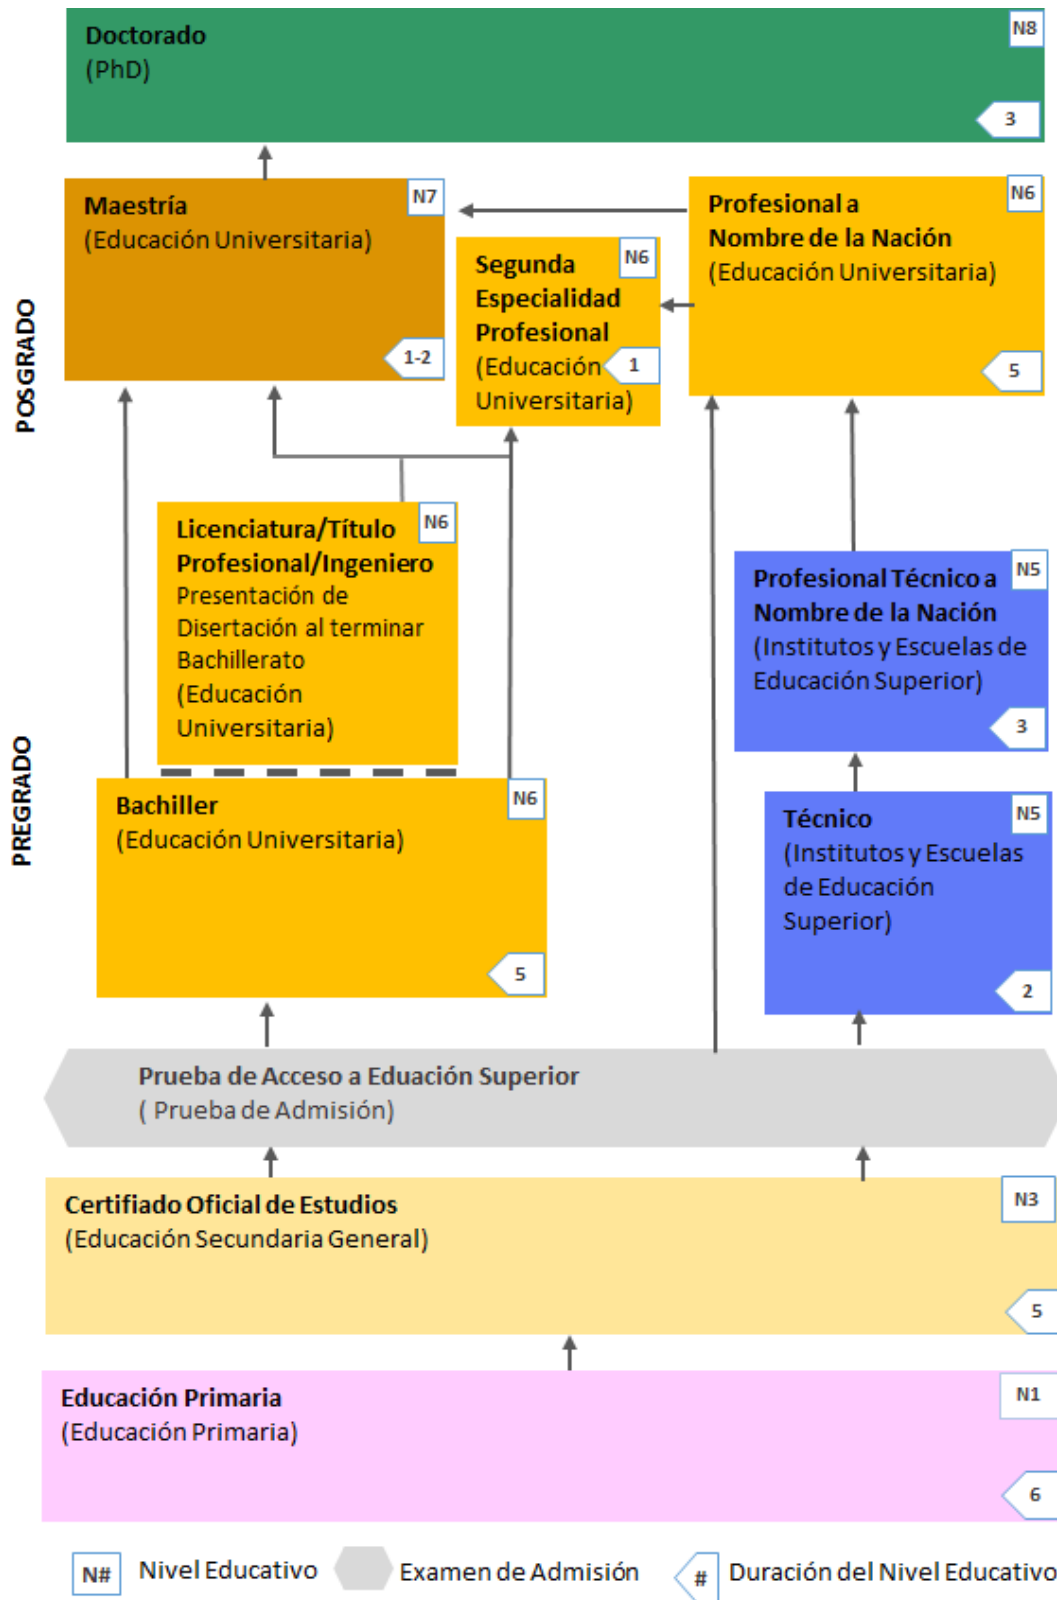 Doctorado
(PhD)
N8
3
Maestría
(Educación Universitaria)
N7
1-2
Segunda
Especialidad
Profesional
(Educación
Universitaria)
N6
1
Profesional a
Nombre de la Nación
(Educación Universitaria)
N6
5
POSGRADO
Licenciatura/Título
Profesional/Ingeniero
Presentación de
Disertación al terminar
Bachillerato
(Educación
Universitaria)
N6
Profesional Técnico a
Nombre de la Nación
(Institutos y Escuelas de
Educación Superior)
N5
3
PREGRADO
Bachiller
(Educación Universitaria)
N6
5
Técnico
(Institutos y Escuelas
de Educación
Superior)
N5
2
Prueba de Acceso a Eduación Superior
( Prueba de Admisión)
Certifiado Oficial de Estudios
(Educación Secundaria General)
N3
5
Educación Primaria
(Educación Primaria)
N1
6
N# Nivel Educativo
Examen de Admisión
# Duración del Nivel Educativo